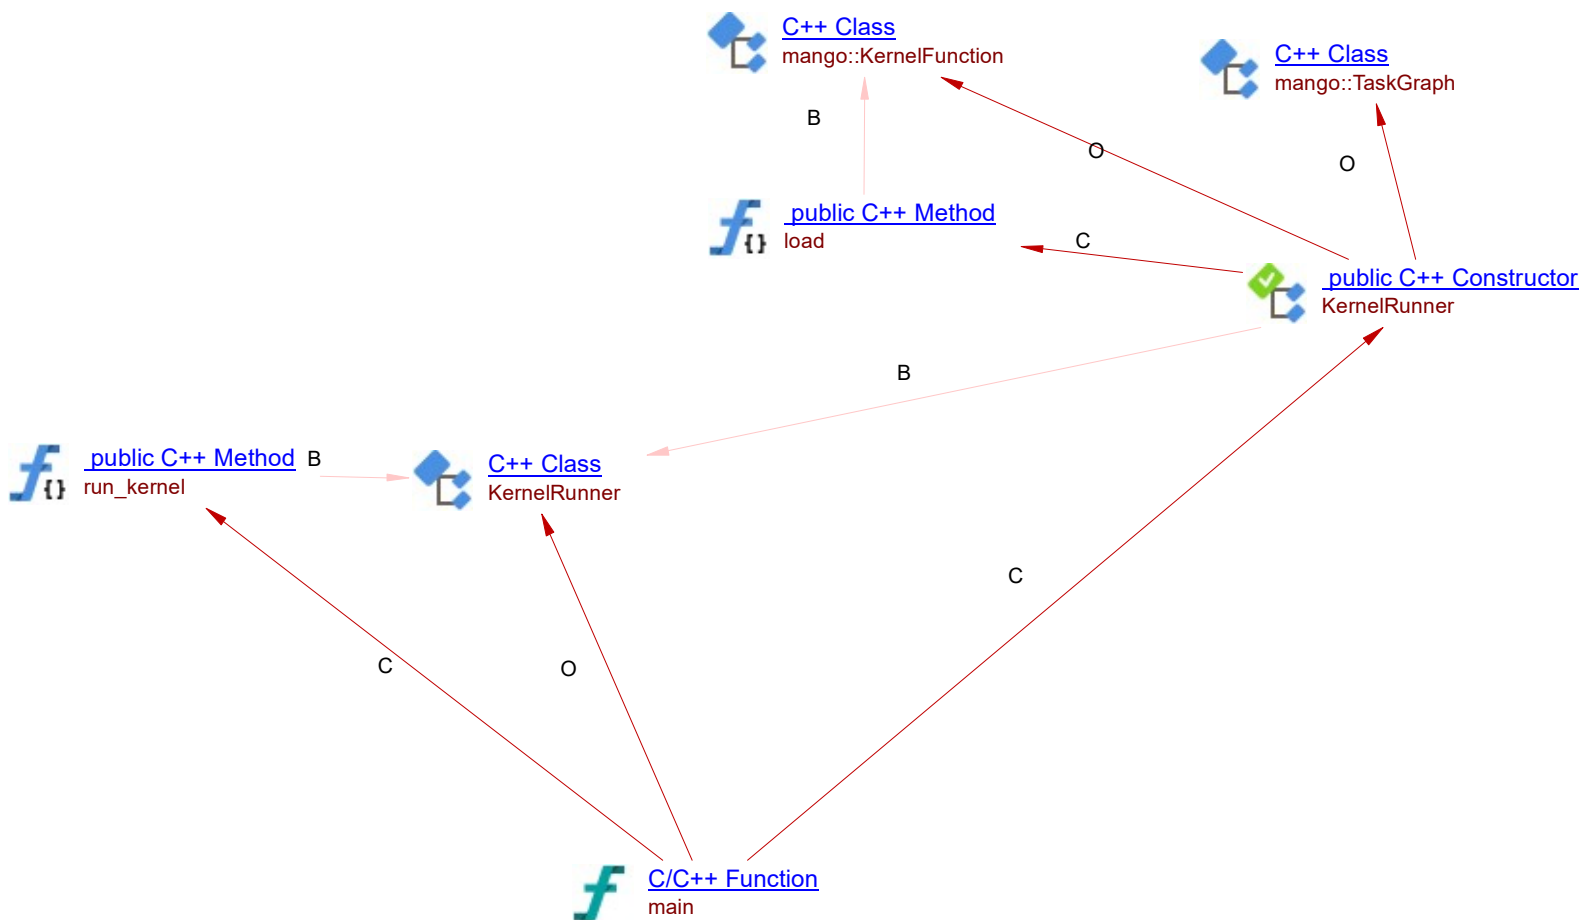 C++ Class
mango::KernelFunction
C++ Class
mango::TaskGraph
B
O
O
public C++ Method
load
C
public C++ Constructor
KernelRunner
B
public C++ Method
run_kernel
B
C++ Class
KernelRunner
C
C
O
C/C++ Function
main